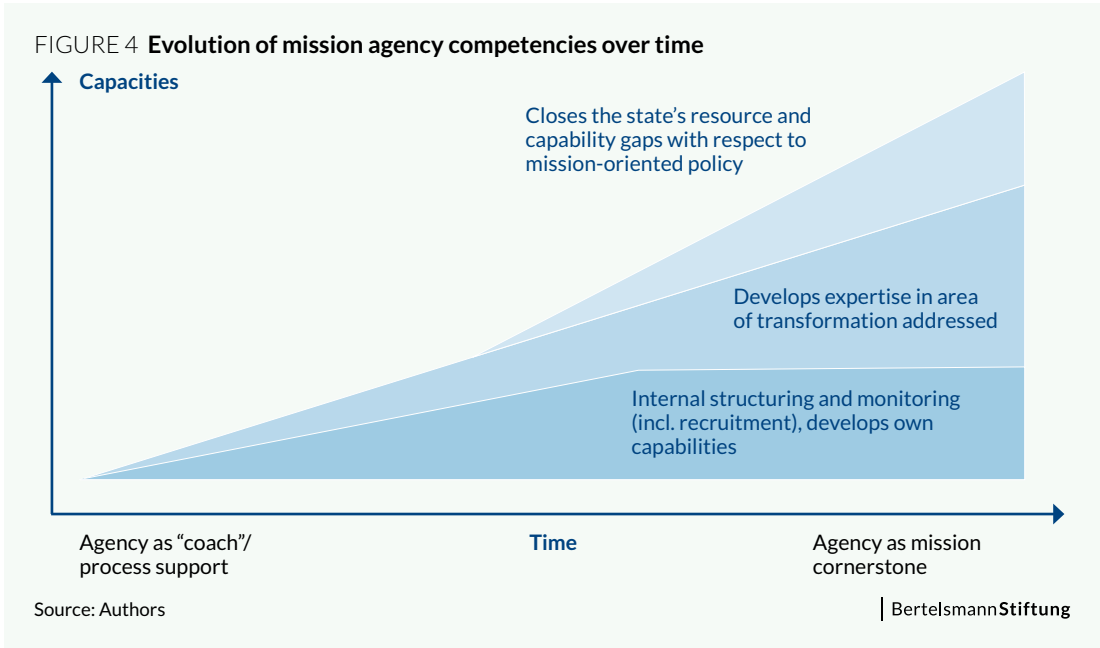 FIGURE 4 Evolution of mission agency competencies over time
Capacities
Closes the state’s resource and
capability gaps with respect to
mission-oriented policy
Develops expertise in area
of transformation addressed
Internal structuring and monitoring
(incl. recruitment), develops own
capabilities
Agency as “coach”/
process support
Time
Agency as mission
cornerstone
Source: Authors
BertelsmannStiftung